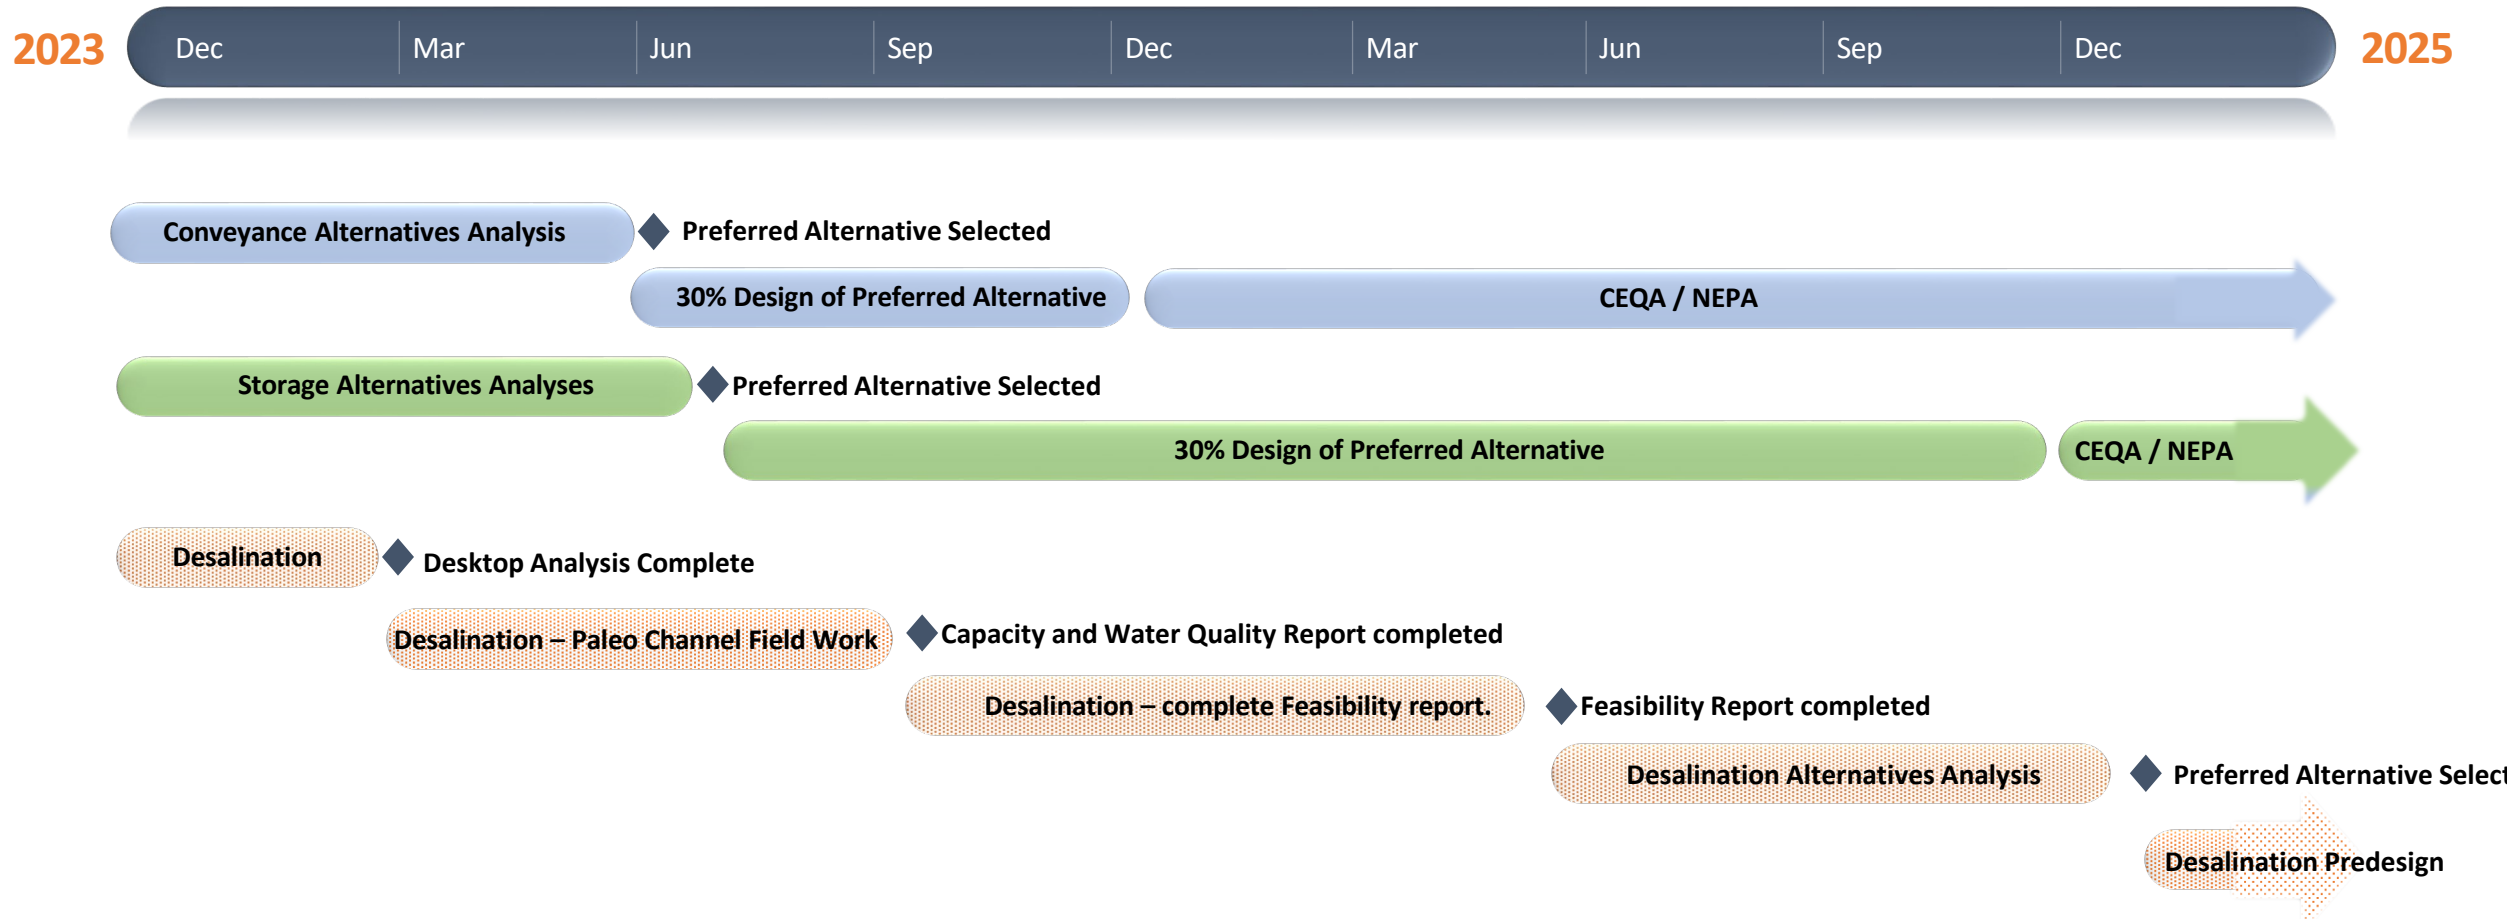 2023 Dec Mar Jun Sep Dec Mar Jun Sep Dec 2025
Conveyance Alternatives Analysis
Preferred Alternative Selected
30% Design of Preferred Alternative
CEQA / NEPA
Storage Alternatives Analyses
Preferred Alternative Selected
30% Design of Preferred Alternative
CEQA / NEPA
Desalination
Desktop Analysis Complete
Desalination – Paleo Channel Field Work
Capacity and Water Quality Report completed
Desalination – complete Feasibility report.
Feasibility Report completed
Desalination Alternatives Analysis
Preferred Alternative Select
Desalination Predesign